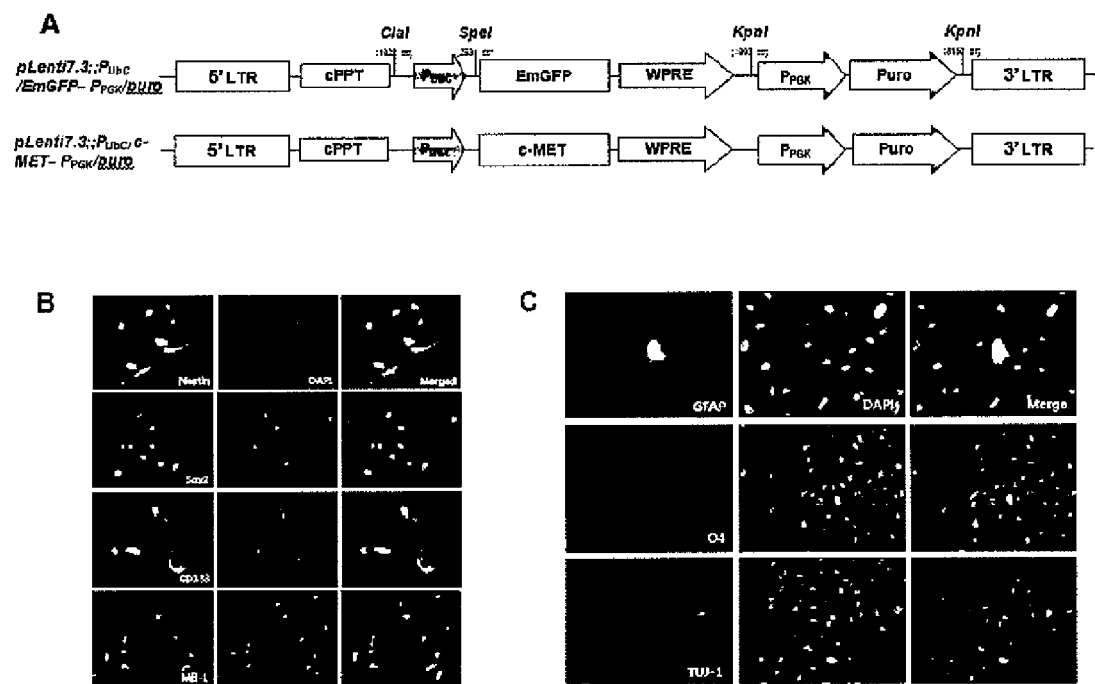 A
ClaI SpeI KpnI KpnI
pLenti7.3::PUbC
/EmGFP– PPGK/puro
5' LTR cPPT PUbC EmGFP WPRE PPGK Puro 3' LTR
pLenti7.3::PUbC/ c-
MET– PPGK/puro
5' LTR cPPT PUbC c-MET WPRE PPGK Puro 3' LTR
B
Nestin DAPI Merged
Sox2
CD133
MSI-1
C
GFAP DAPI Merge
O4
TUJ-1